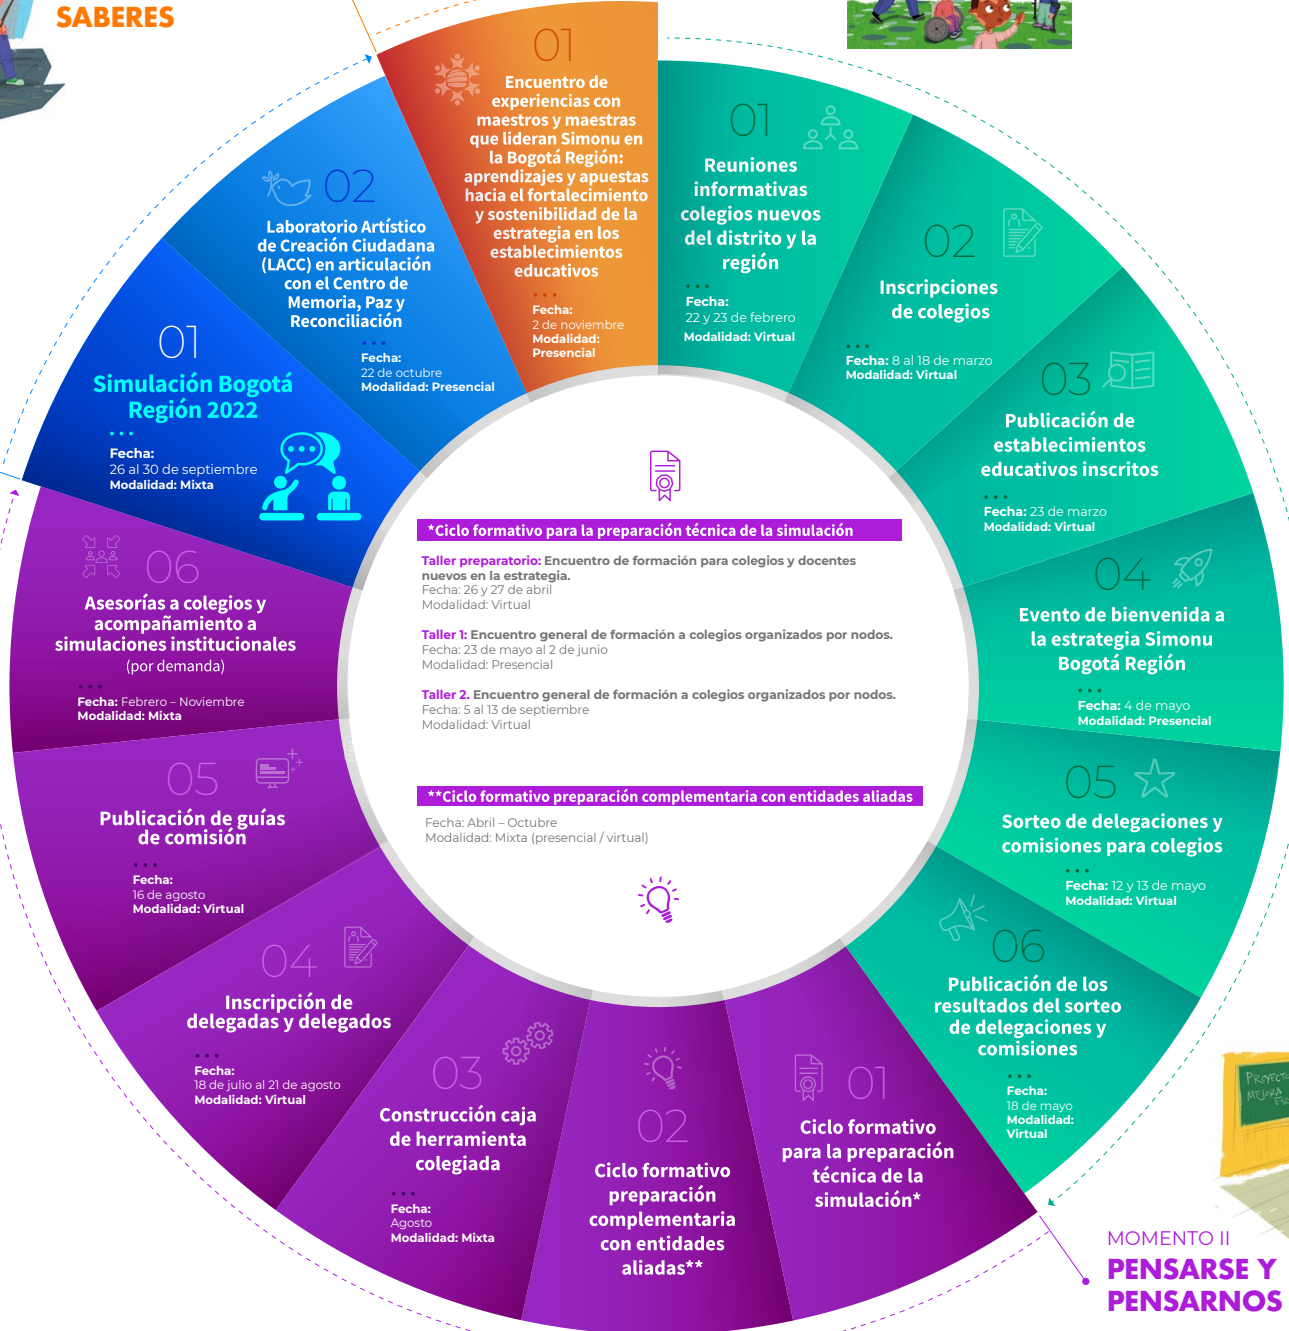 SABERES
01
Encuentro de
experiencias con
maestros y maestras
que lideran Simonu en
la Bogotá Región:
aprendizajes y apuestas
hacia el fortalecimiento
y sostenibilidad de la
estrategia en los
establecimientos
educativos
Fecha:
2 de noviembre
Modalidad:
Presencial
01
Reuniones
informativas
colegios nuevos
del distrito y la
región
Fecha:
22 y 23 de febrero
Modalidad: Virtual
02
Inscripciones
de colegios
Fecha: 8 al 18 de marzo
Modalidad: Virtual
03
Publicación de
establecimientos
educativos inscritos
Fecha: 23 de marzo
Modalidad: Virtual
04
Evento de bienvenida a
la estrategia Simonu
Bogotá Región
Fecha: 4 de mayo
Modalidad: Presencial
05
Sorteo de delegaciones y
comisiones para colegios
Fecha: 12 y 13 de mayo
Modalidad: Virtual
06
Publicación de los
resultados del sorteo
de delegaciones y
comisiones
Fecha:
18 de mayo
Modalidad:
Virtual
PROYECTO
MEJORA
MOMENTO II
PENSARSE Y
PENSARNOS
01
Ciclo formativo
para la preparación
técnica de la
simulación*
02
Ciclo formativo
preparación
complementaria
con entidades
aliadas**
03
Construcción caja
de herramienta
colegiada
Fecha:
Agosto
Modalidad: Mixta
04
Inscripción de
delegadas y delegados
Fecha:
18 de julio al 21 de agosto
Modalidad: Virtual
05
Publicación de guías
de comisión
Fecha:
16 de agosto
Modalidad: Virtual
06
Asesorías a colegios y
acompañamiento a
simulaciones institucionales
(por demanda)
Fecha: Febrero – Noviembre
Modalidad: Mixta
01
Simulación Bogotá
Región 2022
Fecha:
26 al 30 de septiembre
Modalidad: Mixta
02
Laboratorio Artístico
de Creación Ciudadana
(LACC) en articulación
con el Centro de
Memoria, Paz y
Reconciliación
Fecha:
22 de octubre
Modalidad: Presencial
*Ciclo formativo para la preparación técnica de la simulación
Taller preparatorio: Encuentro de formación para colegios y docentes
nuevos en la estrategia.
Fecha: 26 y 27 de abril
Modalidad: Virtual
Taller 1: Encuentro general de formación a colegios organizados por nodos.
Fecha: 23 de mayo al 2 de junio
Modalidad: Presencial
Taller 2. Encuentro general de formación a colegios organizados por nodos.
Fecha: 5 al 13 de septiembre
Modalidad: Virtual
**Ciclo formativo preparación complementaria con entidades aliadas
Fecha: Abril – Octubre
Modalidad: Mixta (presencial / virtual)